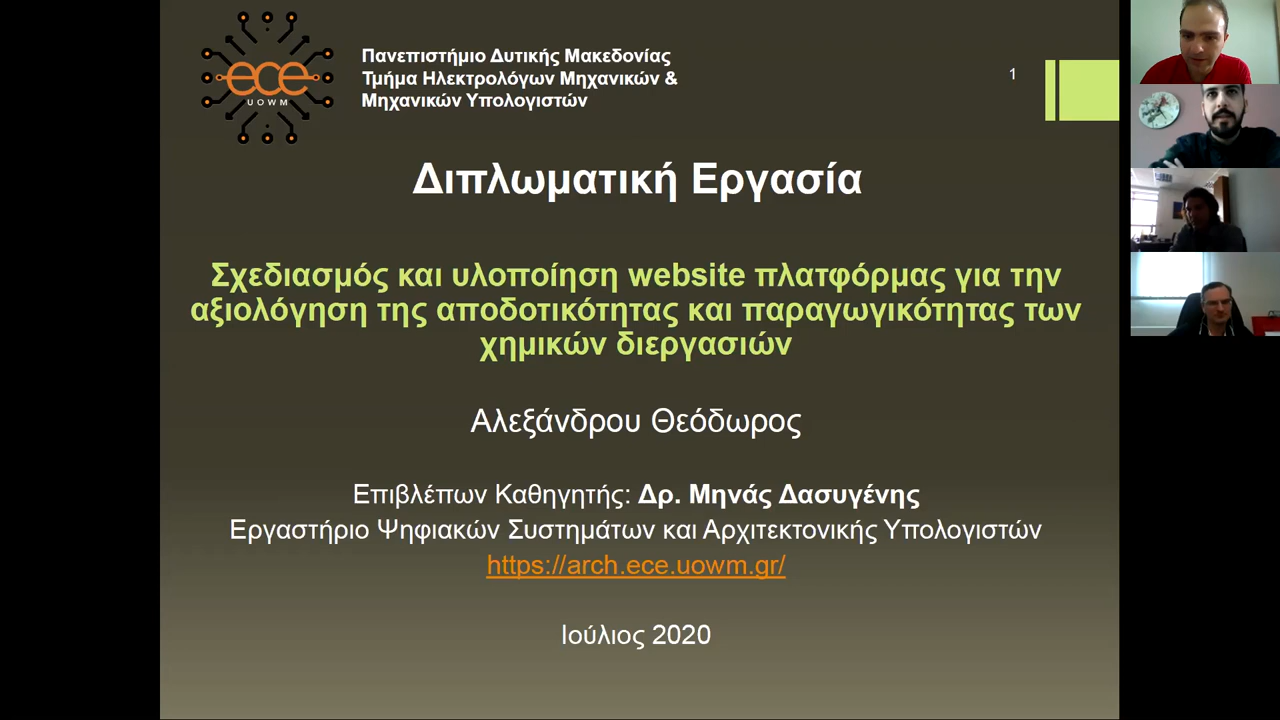 ece
UOWM
Πανεπιστήμιο Δυτικής Μακεδονίας
Τμήμα Ηλεκτρολόγων Μηχανικών &
Μηχανικών Υπολογιστών
1
Διπλωματική Εργασία
Σχεδιασμός και υλοποίηση website πλατφόρμας για την
αξιολόγηση της αποδοτικότητας και παραγωγικότητας των
χημικών διεργασιών
Αλεξάνδρου Θεόδωρος
Επιβλέπων Καθηγητής: Δρ. Μηνάς Δασυγένης
Εργαστήριο Ψηφιακών Συστημάτων και Αρχιτεκτονικής Υπολογιστών
https://arch.ece.uowm.gr/
Ιούλιος 2020